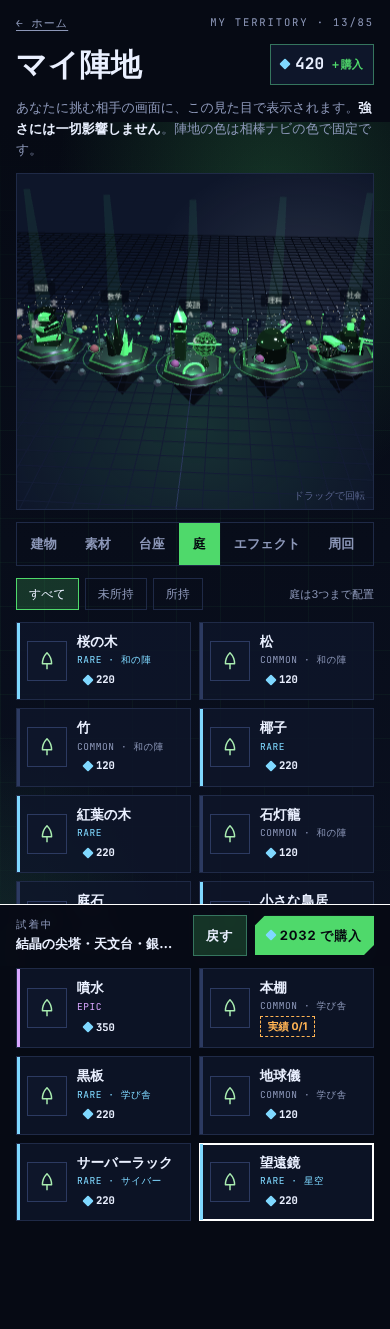 ← ホーム
MY TERRITORY · 13/85
マイ陣地
420 +購入
あなたに挑む相手の画面に、この見た目で表示されます。強
さには一切影響しません。陣地の色は相棒ナビの色で固定で
す。
国語
数学
英語
理科
社会
ドラッグで回転
建物 素材 台座 庭 エフェクト 周回
すべて 未所持 所持 庭は3つまで配置
桜の木
RARE · 和の陣
220
松
COMMON · 和の陣
120
竹
COMMON · 和の陣
120
椰子
RARE
220
紅葉の木
RARE
220
石灯籠
COMMON · 和の陣
120
庭石
小さな鳥居
試着中
結晶の尖塔・天文台・銀…
戻す
2032 で購入
噴水
EPIC
350
本棚
COMMON · 学び舎
実績 0/1
黒板
RARE · 学び舎
220
地球儀
COMMON · 学び舎
120
サーバーラック
RARE · サイバー
220
望遠鏡
RARE · 星空
220